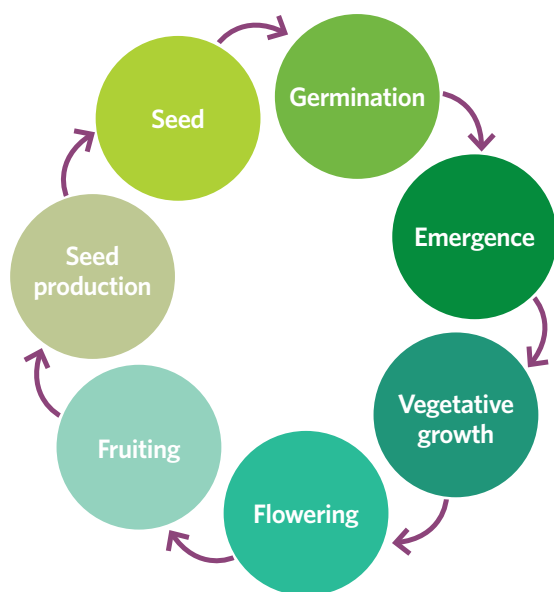 Seed
Germination
Emergence
Vegetative
growth
Flowering
Fruiting
Seed
production